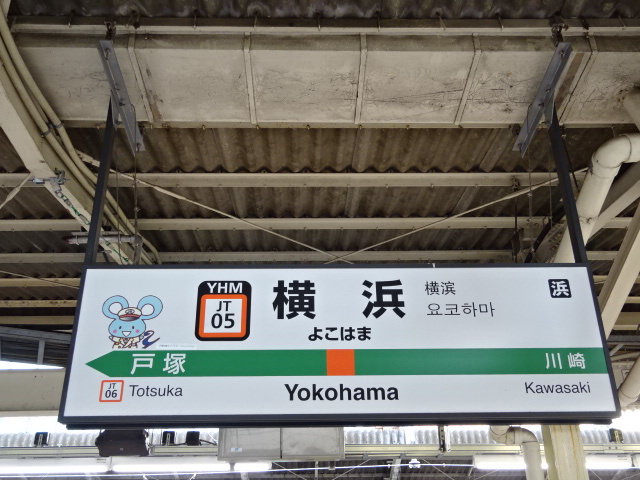 YHM
JT
05
横浜
横滨
요코하마
浜
よこはま
戸塚
川崎
JT
06
Totsuka
Yokohama
Kawasaki